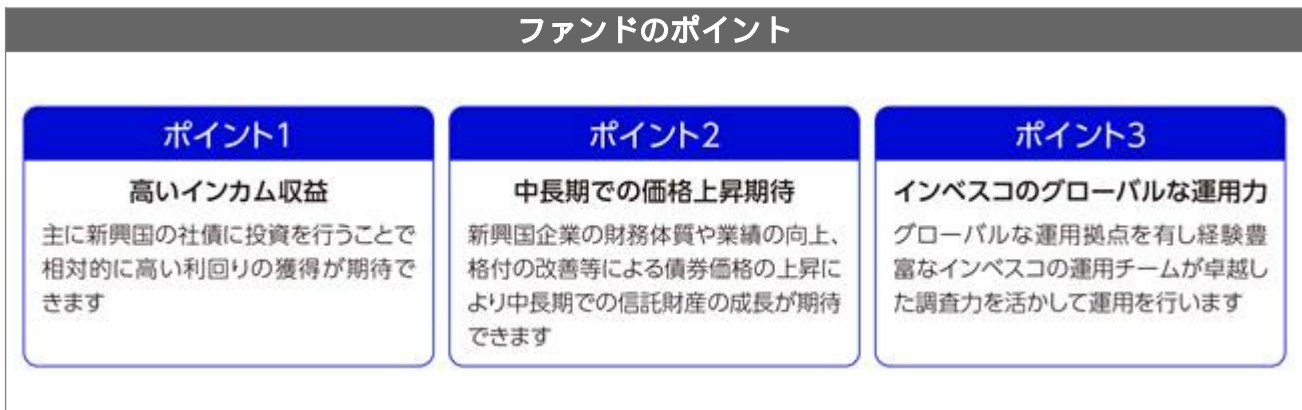 ファンドのポイント
ポイント1
高いインカム収益
主に新興国の社債に投資を行うことで
相対的に高い利回りの獲得が期待で
きます
ポイント2
中長期での価格上昇期待
新興国企業の財務体質や業績の向上、
格付の改善等による債券価格の上昇に
より中長期での信託財産の成長が期待
できます
ポイント3
インベスコのグローバルな運用力
グローバルな運用拠点を有し経験豊
富なインベスコの運用チームが卓越し
た調査力を活かして運用を行います